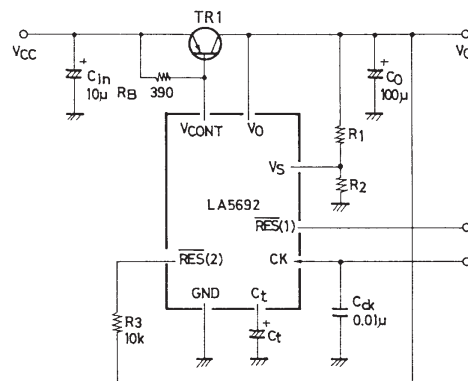 TR1
VCC
Cin
10μ
RB 390
VCONT
VO
CO
100μ
R1
VS
R2
LA5692
RES(1)
RES(2)
CK
GND
Ct
R3
10k
Ct
Cck
0.01μ